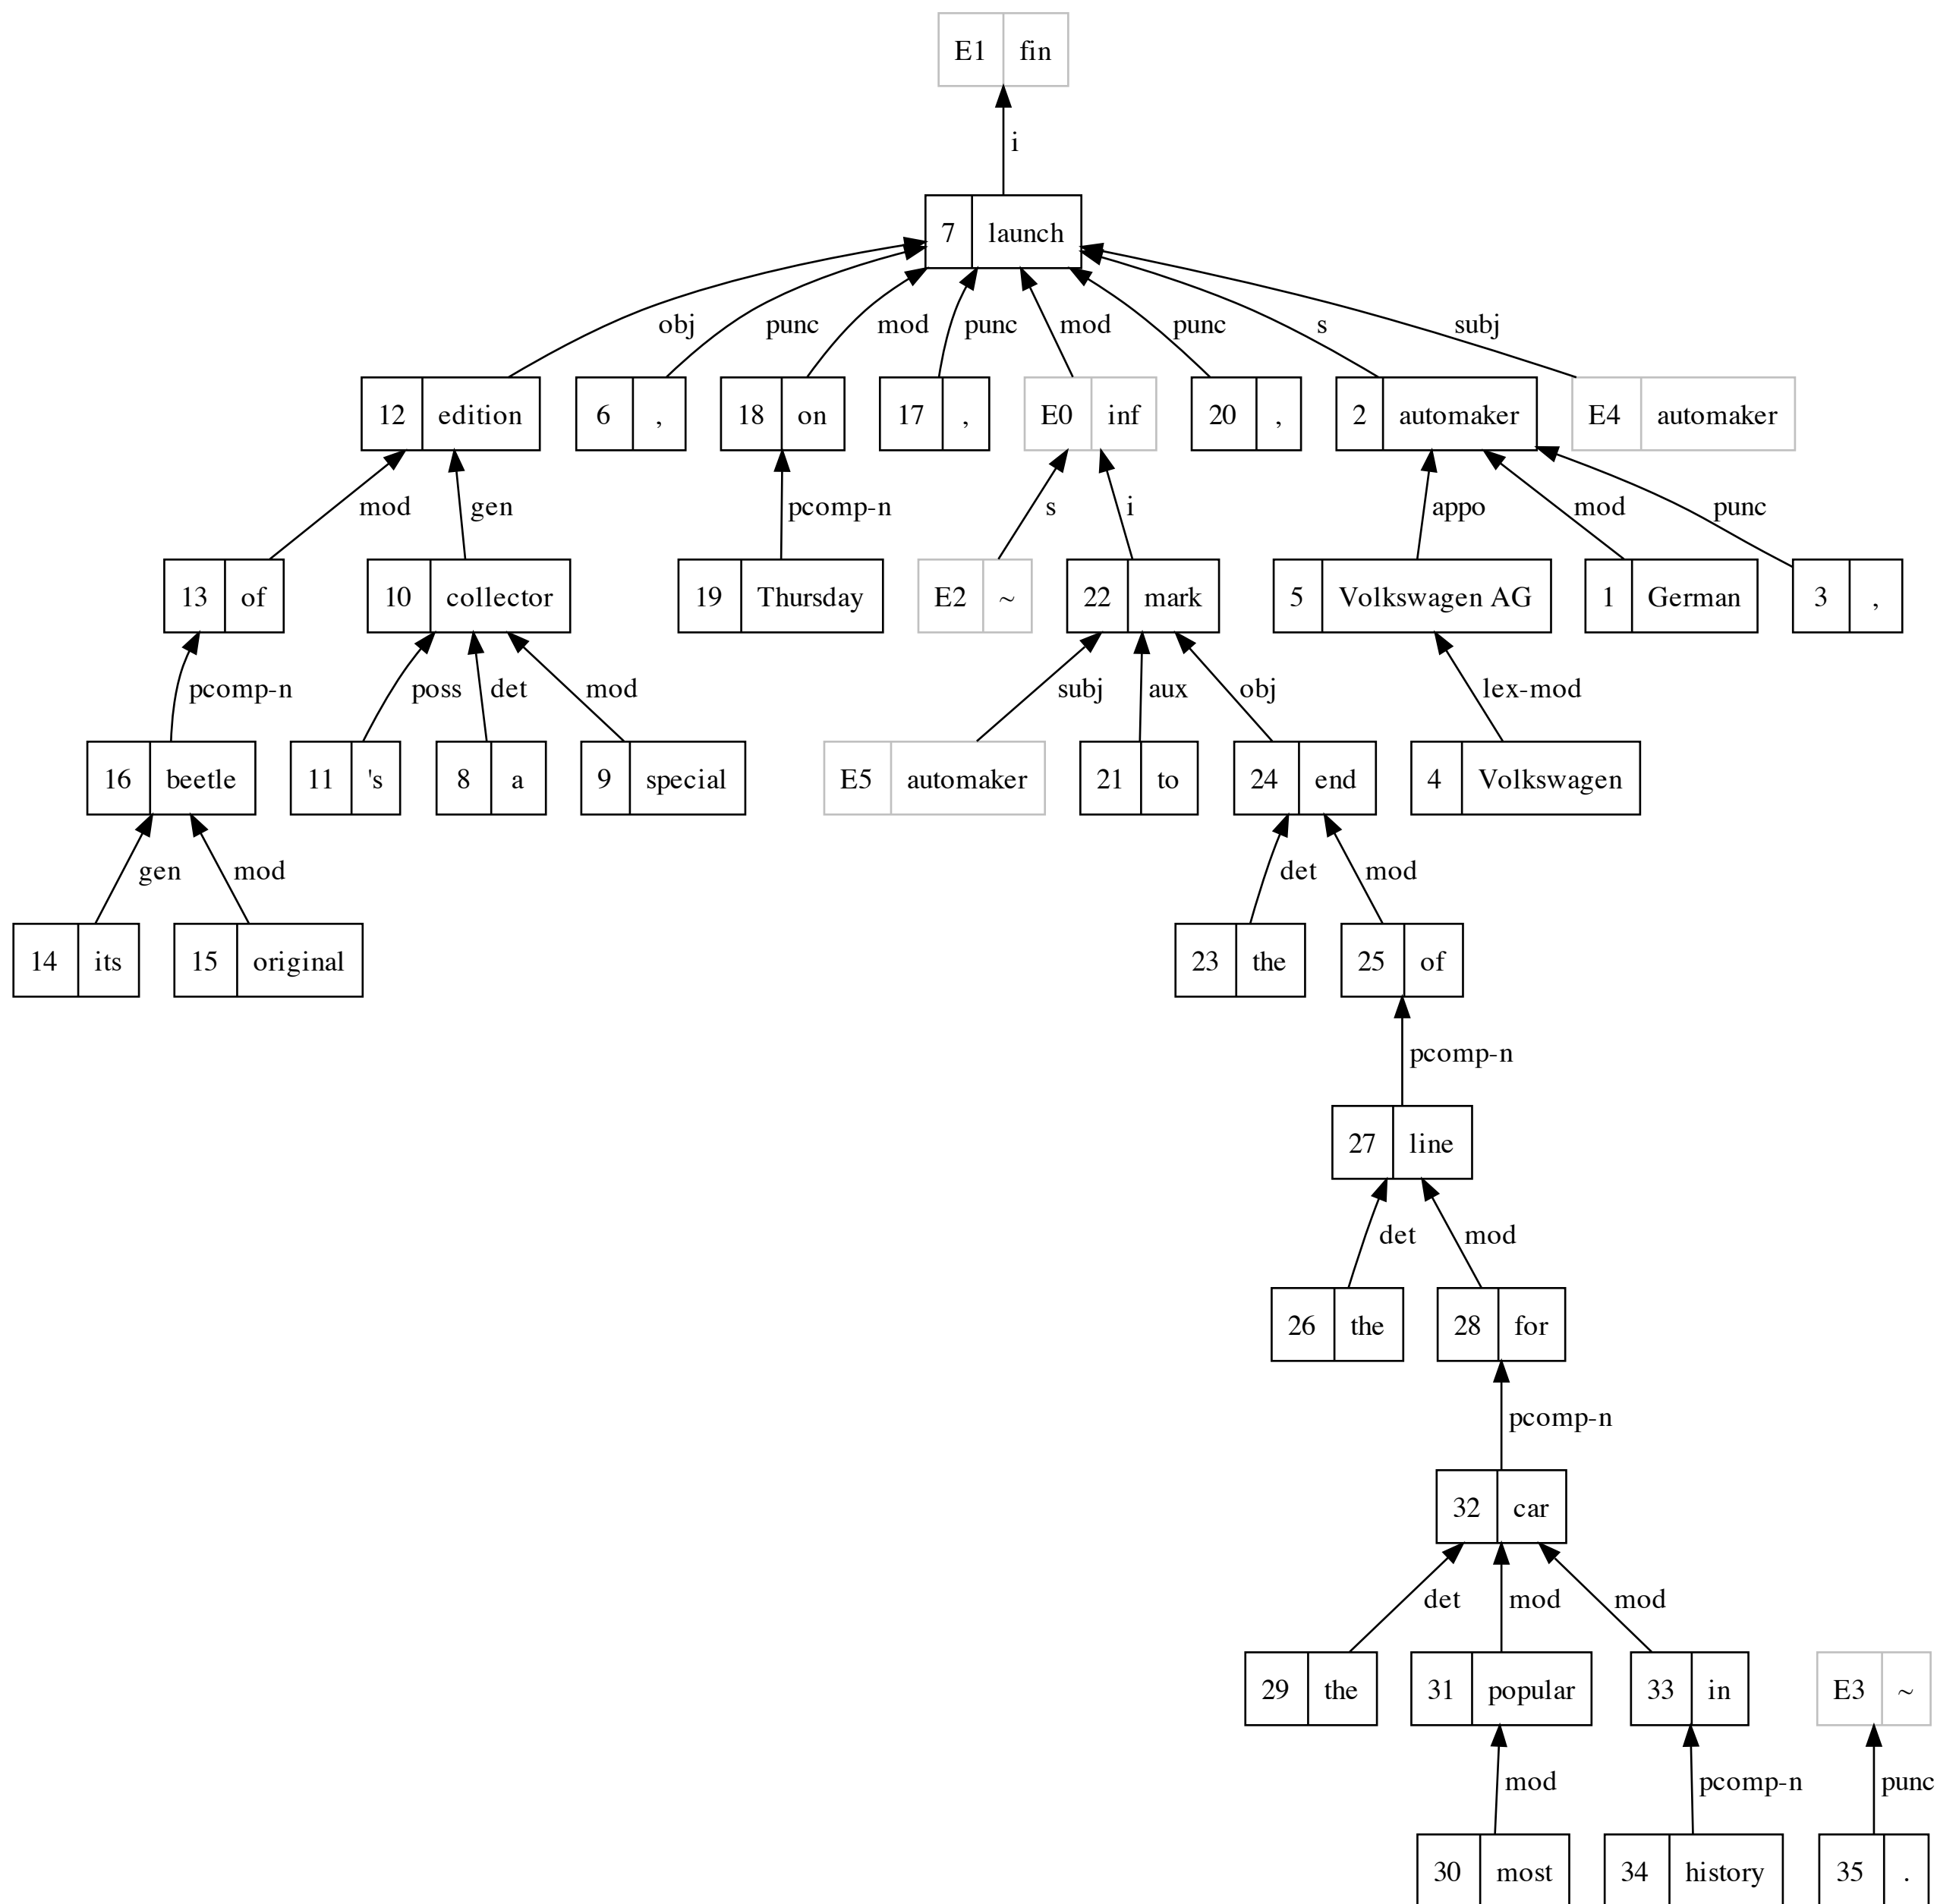 E1 fin
i
7 launch
obj punc mod punc mod punc s subj
12 edition 6 , 18 on 17 , E0 inf 20 , 2 automaker E4 automaker
mod gen pcomp-n s i appo mod punc
13 of 10 collector 19 Thursday E2 ~ 22 mark 5 Volkswagen AG 1 German 3 ,
pcomp-n poss det mod subj aux obj lex-mod
16 beetle 11 's 8 a 9 special E5 automaker 21 to 24 end 4 Volkswagen
gen mod det mod
14 its 15 original 23 the 25 of
pcomp-n
27 line
det mod
26 the 28 for
pcomp-n
32 car
det mod mod
29 the 31 popular 33 in E3 ~
mod pcomp-n punc
30 most 34 history 35 .